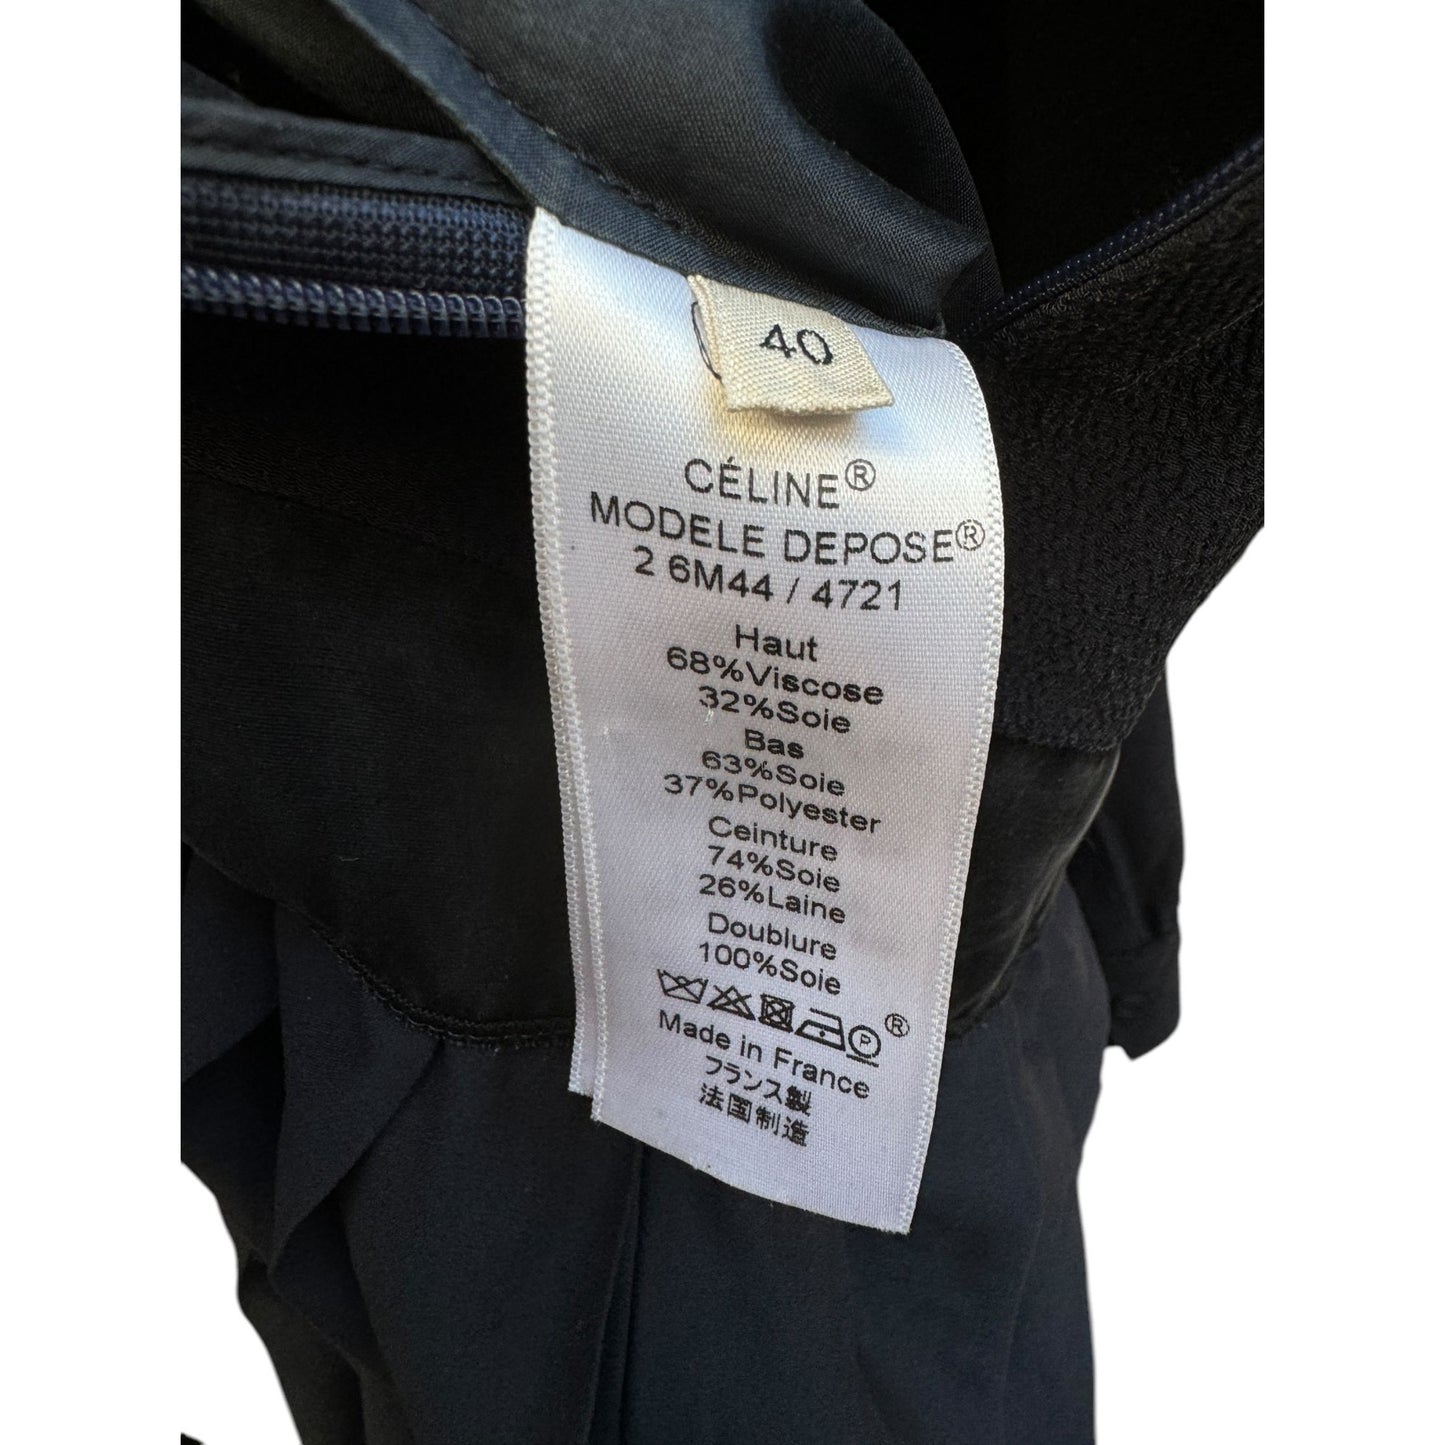 40
CÉLINE®
MODELE DEPOSE®
2 6M44 / 4721
Haut
68%Viscose
32%Soie
Bas
63%Soie
37%Polyester
Ceinture
74%Soie
26%Laine
Doublure
100%Soie
P ®
Made in France
フランス製
法国制造